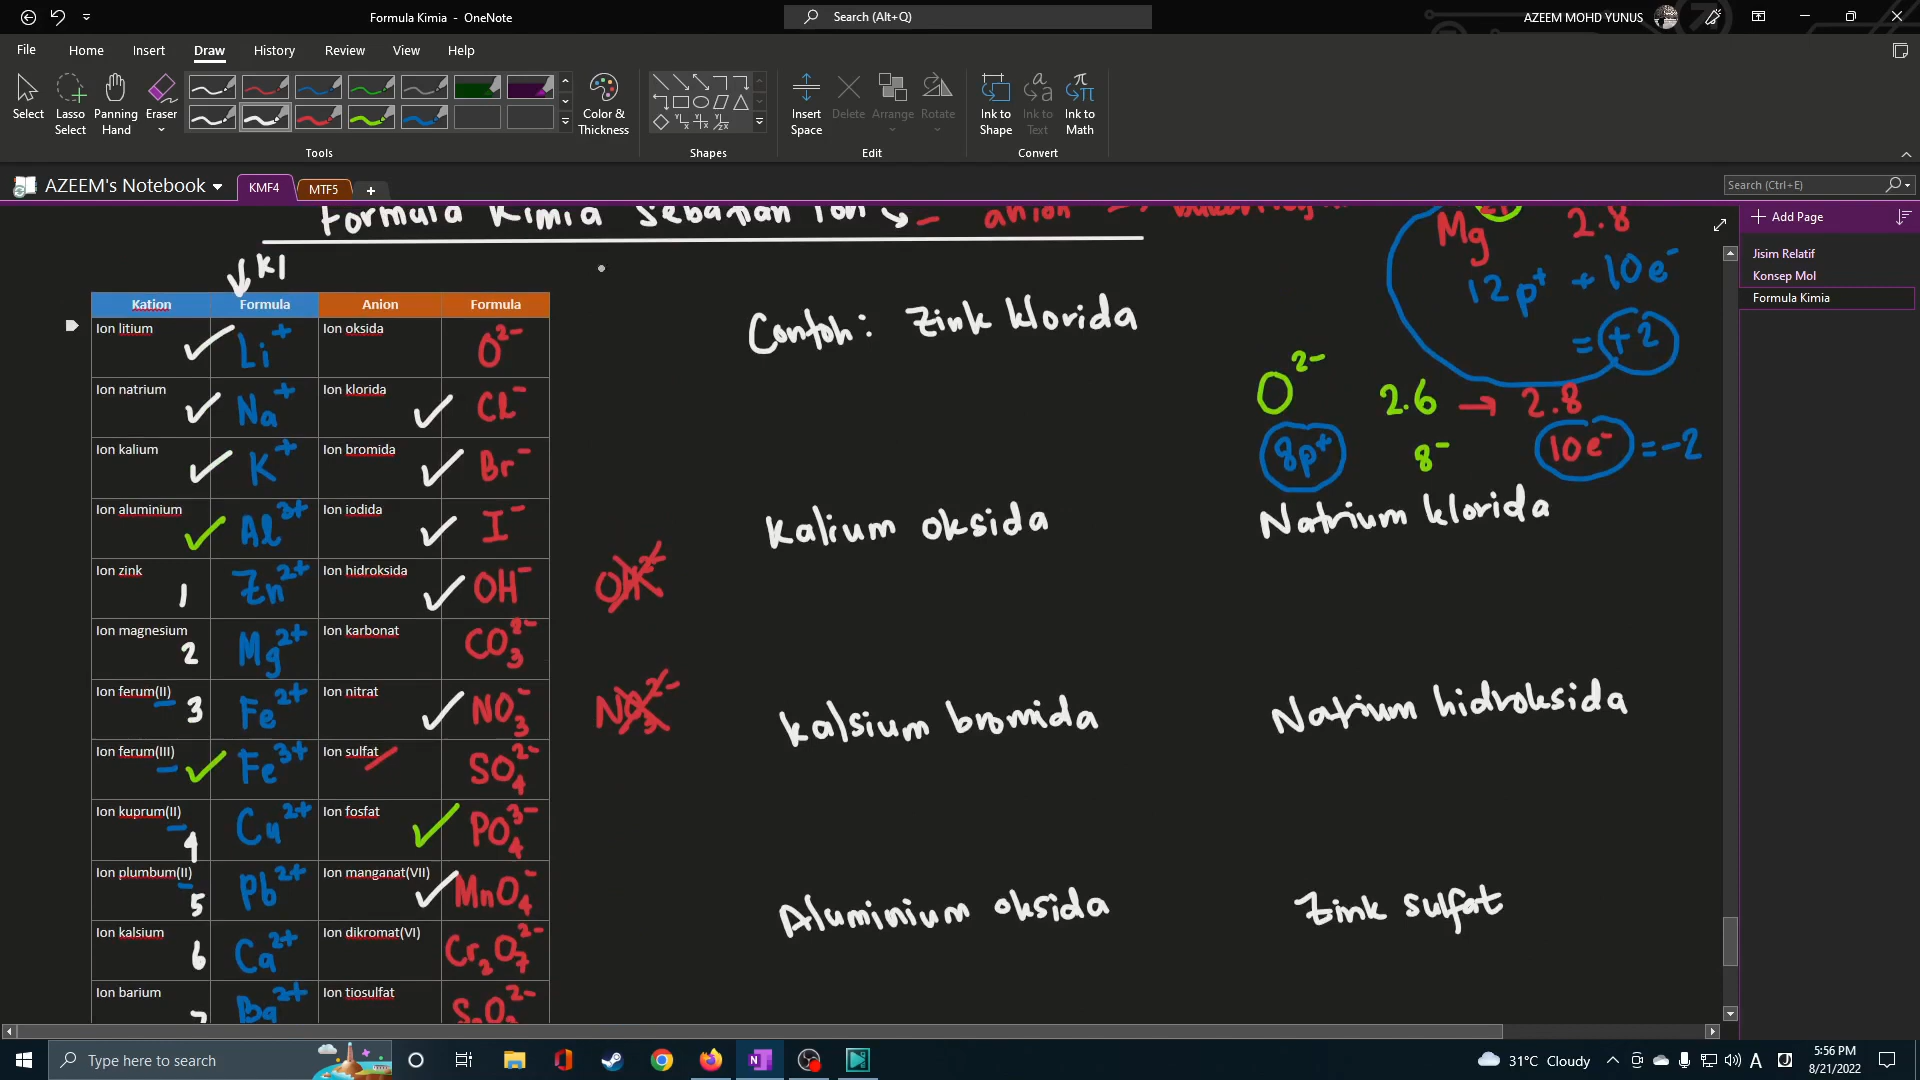 Formula Kimia - OneNote
Search (Alt+Q)
AZEEM MOHD YUNUS
File Home Insert Draw History Review View Help
Select
Lasso Select
Panning Hand
Eraser
Color & Thickness
Insert Space
Delete
Arrange
Rotate
Ink to Shape
Ink to Text
Ink to Math
Tools
Shapes
Edit
Convert
AZEEM's Notebook
KMF4
MTF5
Search (Ctrl+E)
Add Page
Jisim Relatif
Konsep Mol
Formula Kimia
Formula Kimia Sebatian Ion - anion →
K1
Kation Formula Anion Formula
Ion litium Li+ Ion oksida O2-
Ion natrium Na+ Ion klorida Cl-
Ion kalium K+ Ion bromida Br-
Ion aluminium Al3+ Ion iodida I-
Ion zink 1 Zn2+ Ion hidroksida OH-
Ion magnesium 2 Mg2+ Ion karbonat CO32-
Ion ferum(II) 3 Fe2+ Ion nitrat NO3-
Ion ferum(III) Fe3+ Ion sulfat SO42-
Ion kuprum(II) 4 Cu2+ Ion fosfat PO43-
Ion plumbum(II) 5 Pb2+ Ion manganat(VII) MnO4-
Ion kalsium 6 Ca2+ Ion dikromat(VI) Cr2O72-
Ion barium 7 Ba2+ Ion tiosulfat S2O32-
Contoh: Zink klorida
Mg 2.8
12p+ + 10e-
= +2
O2- 2.6 → 2.8
8p+ 8- 10e- = -2
Kalium oksida
Natrium klorida
Kalsium bromida
Natrium hidroksida
Aluminium oksida
Zink sulfat
Type here to search
31°C Cloudy
5:56 PM
8/21/2022